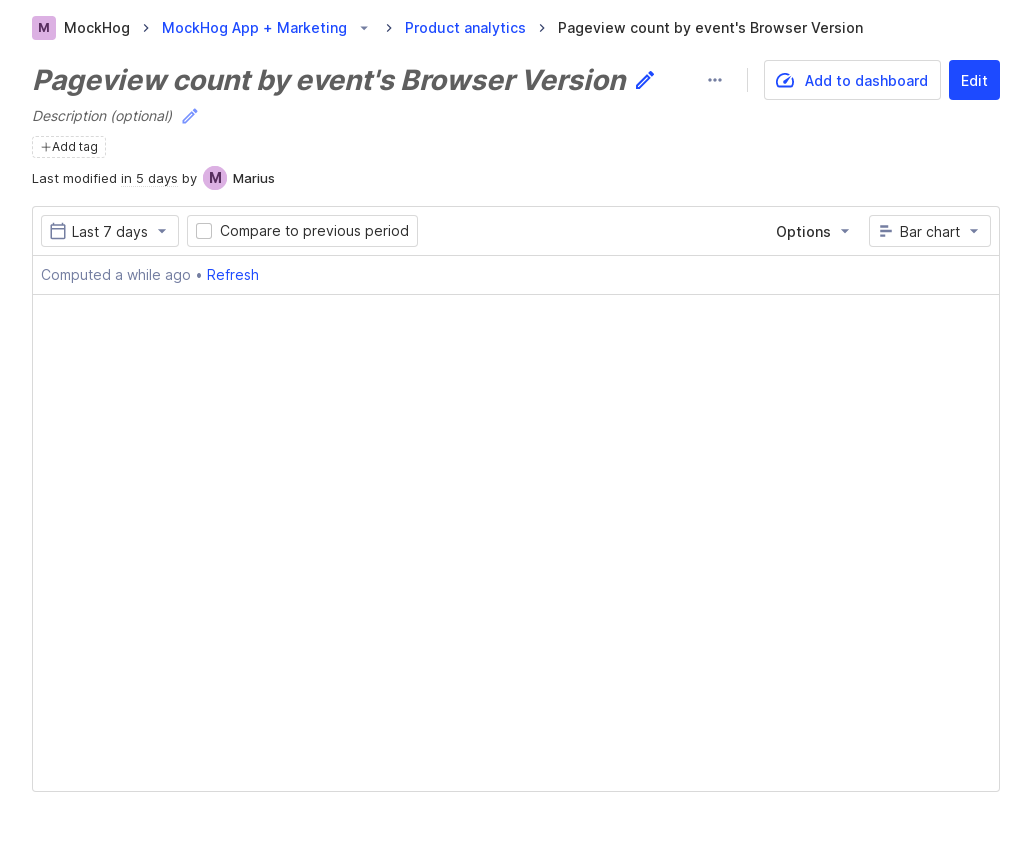 M MockHog MockHog App + Marketing Product analytics Pageview count by event's Browser Version
Pageview count by event's Browser Version
Add to dashboard Edit
Description (optional)
Add tag
Last modified in 5 days by M Marius
Last 7 days Compare to previous period Options Bar chart
Computed a while ago • Refresh